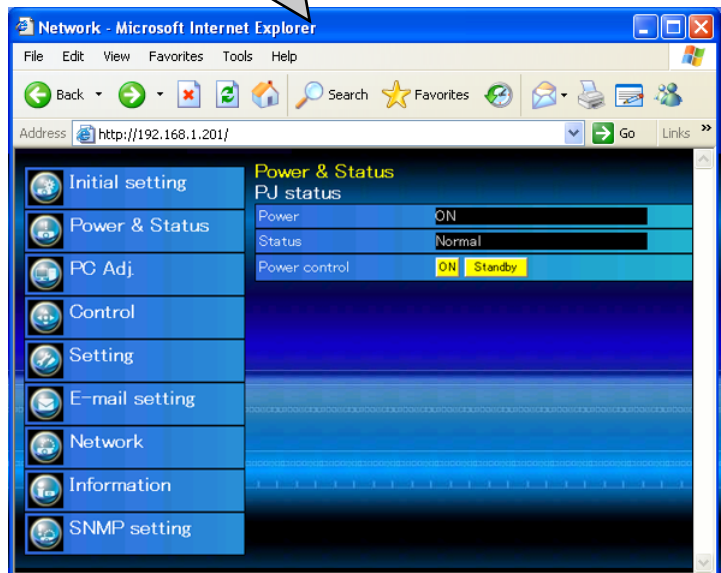 Network - Microsoft Internet Explorer
File Edit View Favorites Tools Help
Back Search Favorites
Address http://192.168.1.201/ Go Links »
Initial setting
Power & Status
PC Adj.
Control
Setting
E-mail setting
Network
Information
SNMP setting
Power & Status
PJ status
Power ON
Status Normal
Power control ON Standby